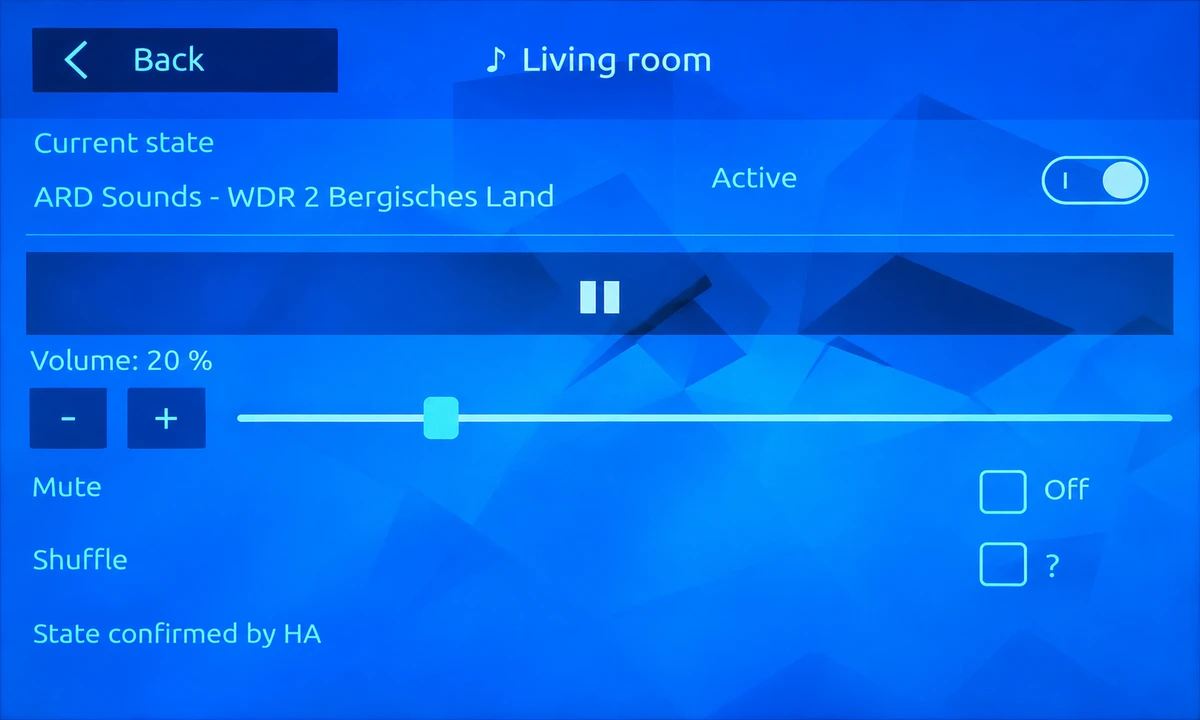 Back
♪ Living room
Current state
ARD Sounds - WDR 2 Bergisches Land
Active
Volume: 20 %
- +
Mute
Off
Shuffle
?
State confirmed by HA